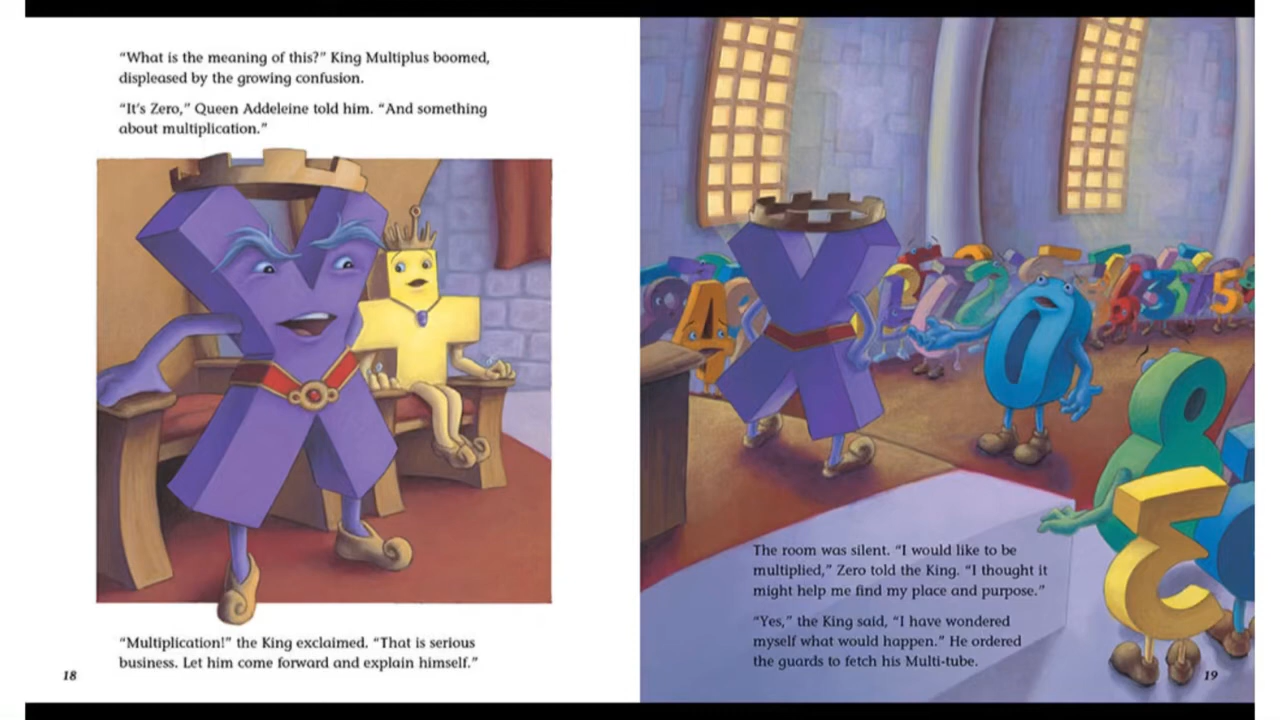 “What is the meaning of this?” King Multiplus boomed,
displeased by the growing confusion.
“It’s Zero,” Queen Addeleine told him. “And something
about multiplication.”
“Multiplication!” the King exclaimed. “That is serious
business. Let him come forward and explain himself.”
18
The room was silent. “I would like to be
multiplied,” Zero told the King. “I thought it
might help me find my place and purpose.”
“Yes,” the King said, “I have wondered
myself what would happen.” He ordered
the guards to fetch his Multi-tube.
19